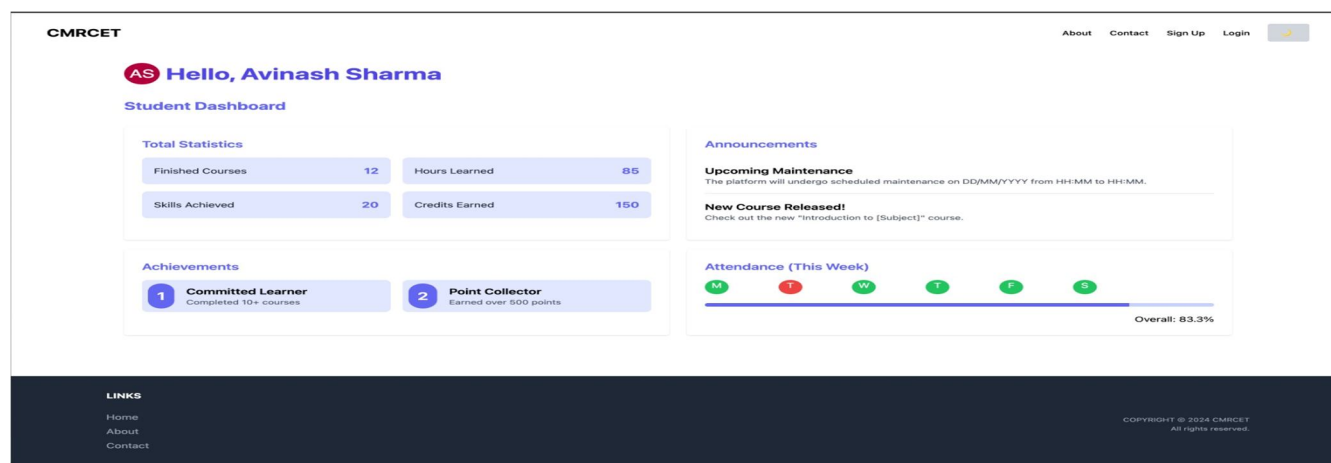 CMRCET
About Contact Sign Up Login
AS Hello, Avinash Sharma
Student Dashboard
Total Statistics
Finished Courses 12
Hours Learned 85
Skills Achieved 20
Credits Earned 150
Announcements
Upcoming Maintenance
The platform will undergo scheduled maintenance on DD/MM/YYYY from HH:MM to HH:MM.
New Course Released!
Check out the new "Introduction to [Subject]" course.
Achievements
1 Committed Learner
Completed 10+ courses
2 Point Collector
Earned over 500 points
Attendance (This Week)
M T W T F S
Overall: 83.3%
LINKS
Home
About
Contact
COPYRIGHT © 2024 CMRCET
All rights reserved.